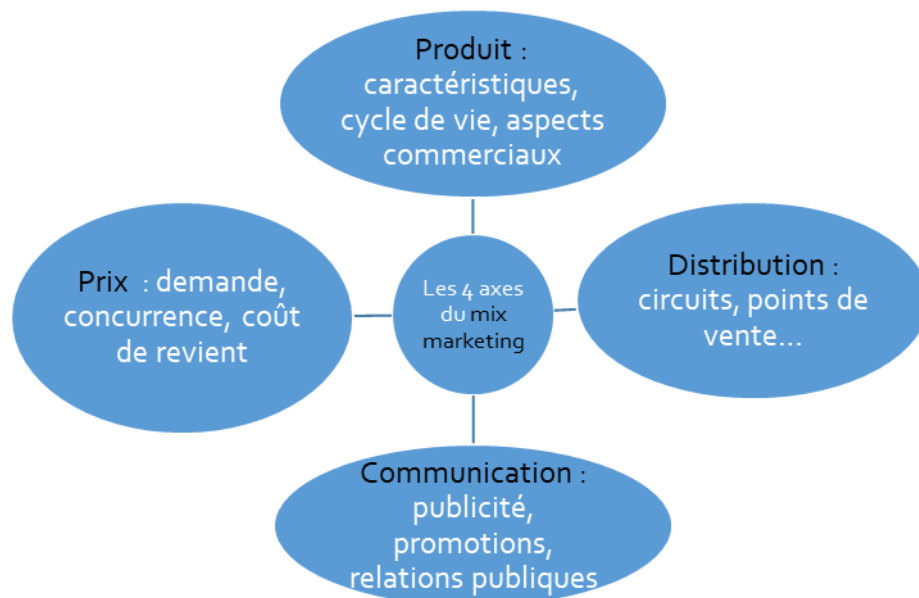 Produit :
caractéristiques,
cycle de vie, aspects
commerciaux
Prix : demande,
concurrence, coût
de revient
Les 4 axes
du mix
marketing
Distribution :
circuits, points de
vente...
Communication :
publicité,
promotions,
relations publiques